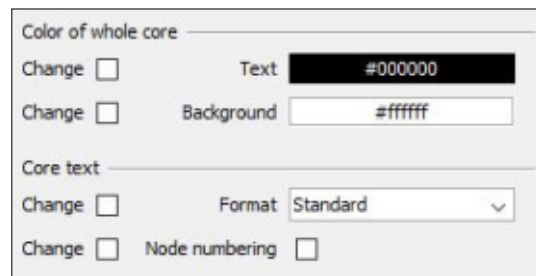 Color of whole core
Change Text #000000
Change Background #ffffff
Core text
Change Format Standard
Change Node numbering